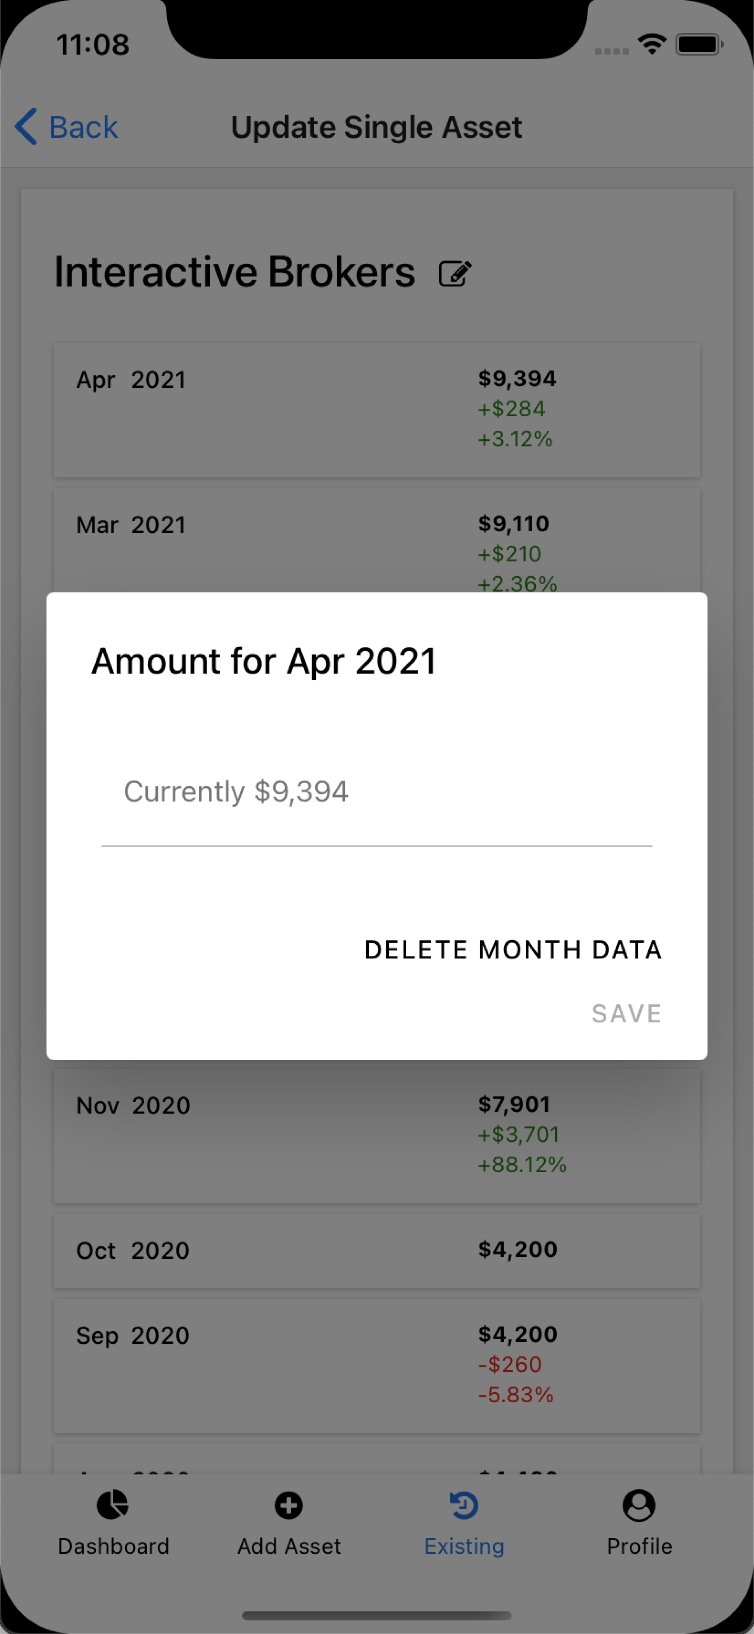 11:08
Back
Update Single Asset
Interactive Brokers
Apr 2021
$9,394
+$284
+3.12%
Mar 2021
$9,110
+$210
+2.36%
Amount for Apr 2021
Currently $9,394
DELETE MONTH DATA
SAVE
Nov 2020
$7,901
+$3,701
+88.12%
Oct 2020
$4,200
Sep 2020
$4,200
-$260
-5.83%
Dashboard
Add Asset
Existing
Profile